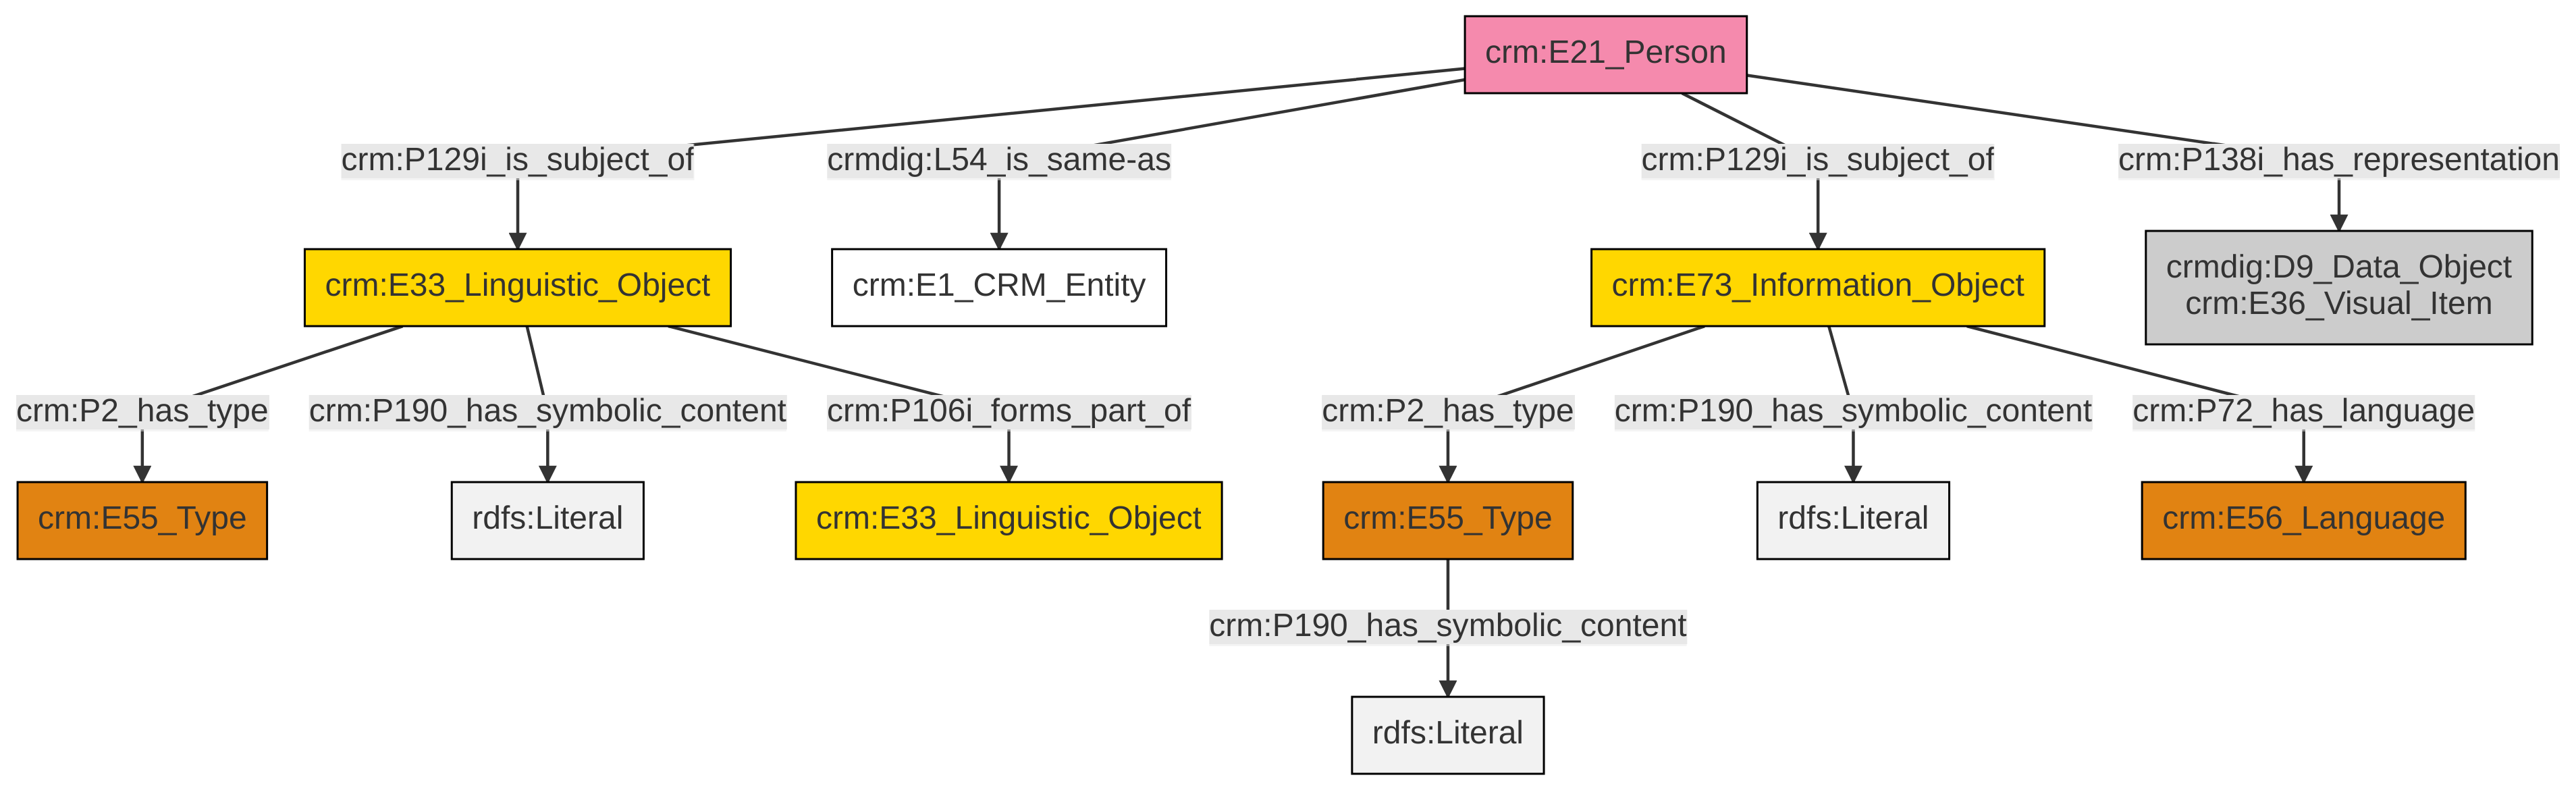 crm:E21_Person
crm:P129i_is_subject_of
crmdig:L54_is_same-as
crm:P129i_is_subject_of
crm:P138i_has_representation
crm:E33_Linguistic_Object
crm:E1_CRM_Entity
crm:E73_Information_Object
crmdig:D9_Data_Object
crm:E36_Visual_Item
crm:P2_has_type
crm:P190_has_symbolic_content
crm:P106i_forms_part_of
crm:P2_has_type
crm:P190_has_symbolic_content
crm:P72_has_language
crm:E55_Type
rdfs:Literal
crm:E33_Linguistic_Object
crm:E55_Type
rdfs:Literal
crm:E56_Language
crm:P190_has_symbolic_content
rdfs:Literal